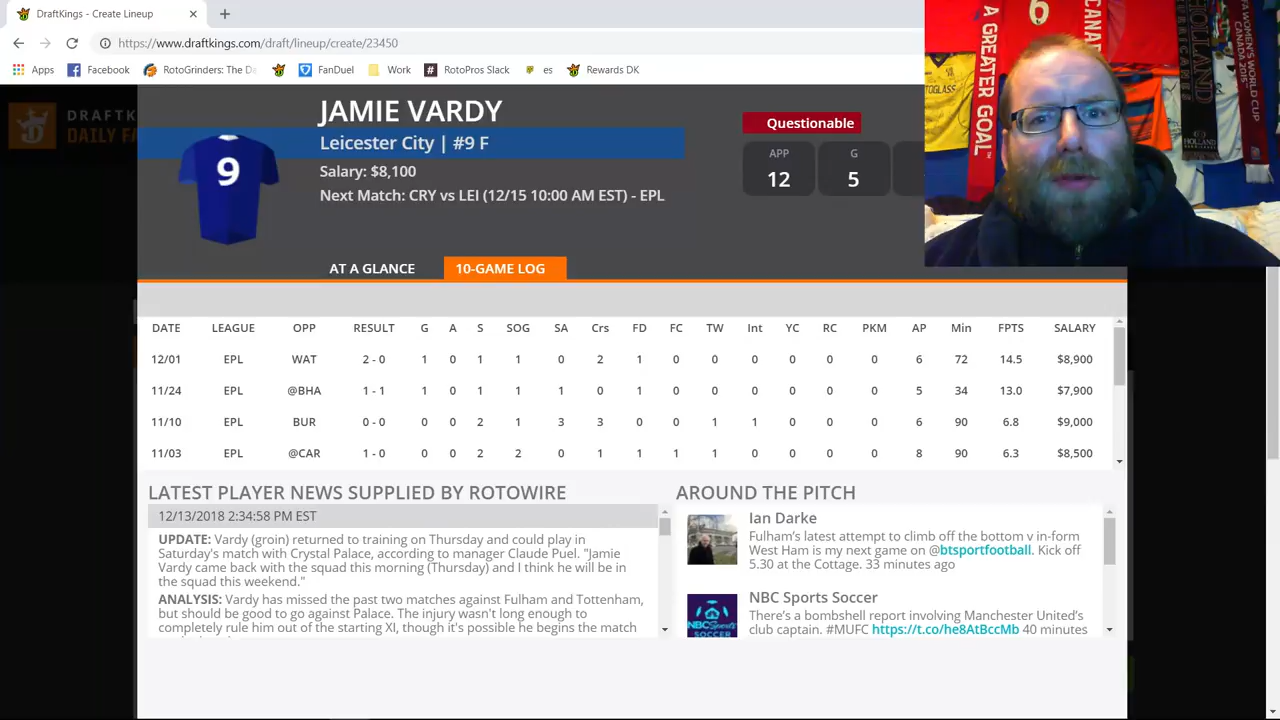 DraftKings - Create Lineup
https://www.draftkings.com/draft/lineup/create/23450
Apps Facebook RotoGrinders: The De FanDuel Work RotoPros Slack es Rewards DK
DRAFTK
DAILY FA
JAMIE VARDY
Leicester City | #9 F
Salary: $8,100
Next Match: CRY vs LEI (12/15 10:00 AM EST) - EPL
9
Questionable
APP G
12 5
AT A GLANCE 10-GAME LOG
A GREATER GOAL
6
CANA
HOLLAND
FIFA WOMEN'S WORLD CUP CANADA 2015
DATE LEAGUE OPP RESULT G A S SOG SA Crs FD FC TW Int YC RC PKM AP Min FPTS SALARY
12/01 EPL WAT 2 - 0 1 0 1 1 0 2 1 0 0 0 0 0 0 6 72 14.5 $8,900
11/24 EPL @BHA 1 - 1 1 0 1 1 1 0 1 0 0 0 0 0 0 5 34 13.0 $7,900
11/10 EPL BUR 0 - 0 0 0 2 1 3 3 0 0 1 1 0 0 0 6 90 6.8 $9,000
11/03 EPL @CAR 1 - 0 0 0 2 2 0 1 1 1 1 0 0 0 0 8 90 6.3 $8,500
LATEST PLAYER NEWS SUPPLIED BY ROTOWIRE
12/13/2018 2:34:58 PM EST
UPDATE: Vardy (groin) returned to training on Thursday and could play in
Saturday's match with Crystal Palace, according to manager Claude Puel. "Jamie
Vardy came back with the squad this morning (Thursday) and I think he will be in
the squad this weekend."
ANALYSIS: Vardy has missed the past two matches against Fulham and Tottenham,
but should be good to go against Palace. The injury wasn't long enough to
completely rule him out of the starting XI, though it's possible he begins the match
AROUND THE PITCH
Ian Darke
Fulham's latest attempt to climb off the bottom v in-form
West Ham is my next game on @btsportfootball. Kick off
5.30 at the Cottage. 33 minutes ago
NBC Sports Soccer
There's a bombshell report involving Manchester United's
club captain. #MUFC https://t.co/he8AtBccMb 40 minutes